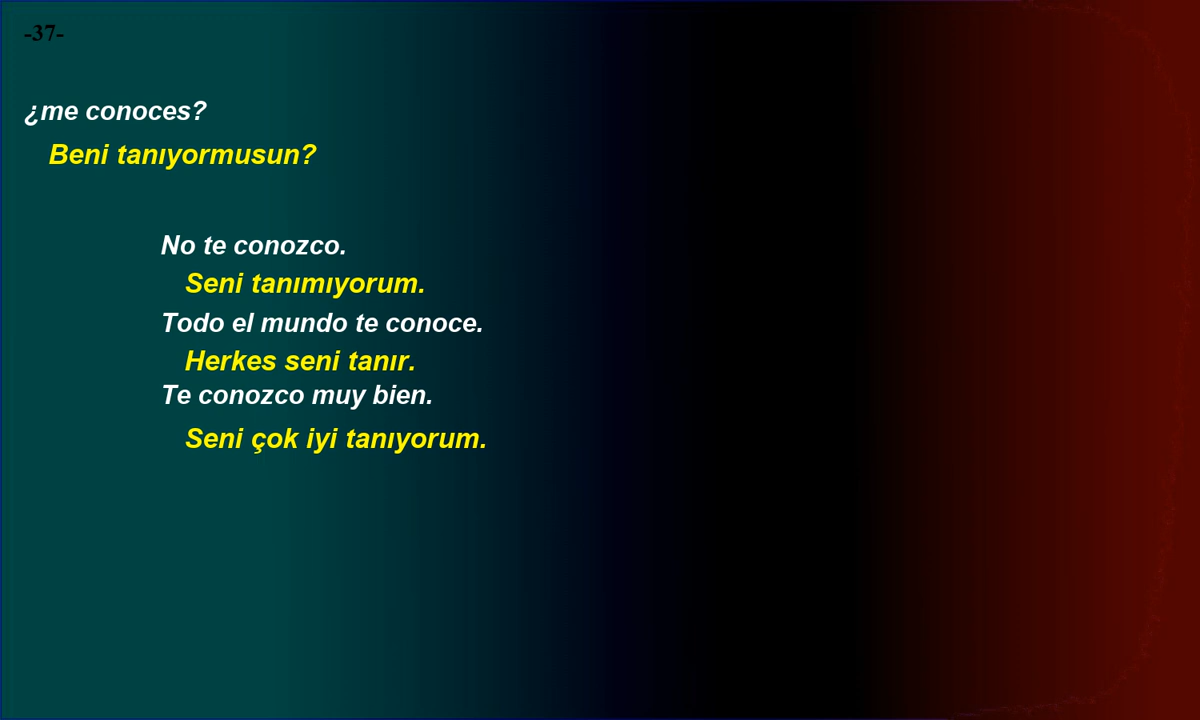 -37-
¿me conoces?
Beni tanıyormusun?
No te conozco.
Seni tanımıyorum.
Todo el mundo te conoce.
Herkes seni tanır.
Te conozco muy bien.
Seni çok iyi tanıyorum.